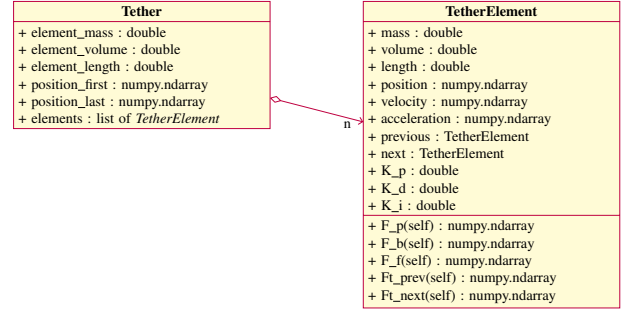 Tether
+ element_mass : double
+ element_volume : double
+ element_length : double
+ position_first : numpy.ndarray
+ position_last : numpy.ndarray
+ elements : list of TetherElement
n
TetherElement
+ mass : double
+ volume : double
+ length : double
+ position : numpy.ndarray
+ velocity : numpy.ndarray
+ acceleration : numpy.ndarray
+ previous : TetherElement
+ next : TetherElement
+ K_p : double
+ K_d : double
+ K_i : double
+ F_p(self) : numpy.ndarray
+ F_b(self) : numpy.ndarray
+ F_f(self) : numpy.ndarray
+ Ft_prev(self) : numpy.ndarray
+ Ft_next(self) : numpy.ndarray